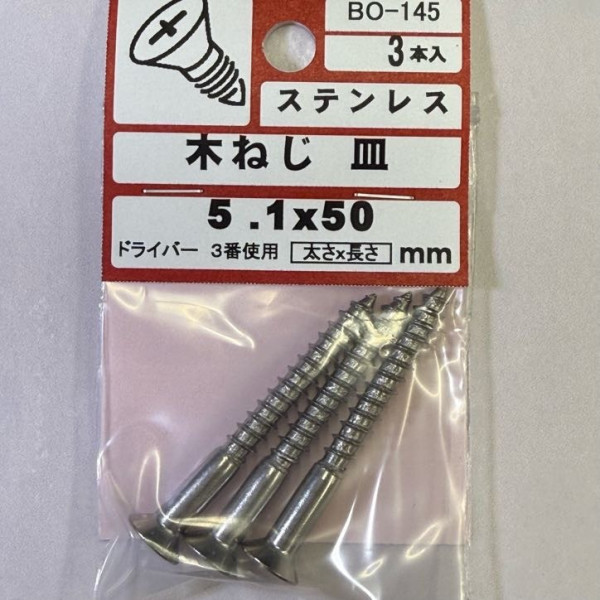 BO-145
3本入
ステンレス
木ねじ 皿
5 .1x50
ドライバー 3番使用 太さx長さ mm